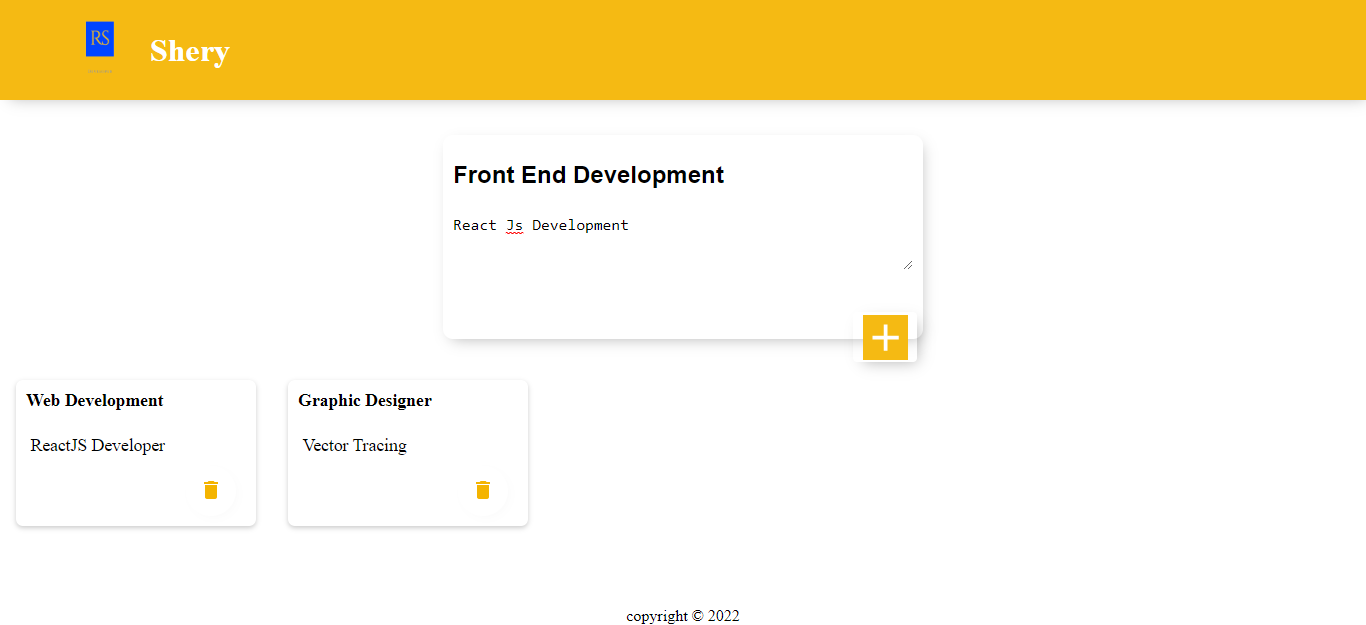 RS
Shery
Front End Development
React Js Development
Web Development
ReactJS Developer
Graphic Designer
Vector Tracing
copyright © 2022